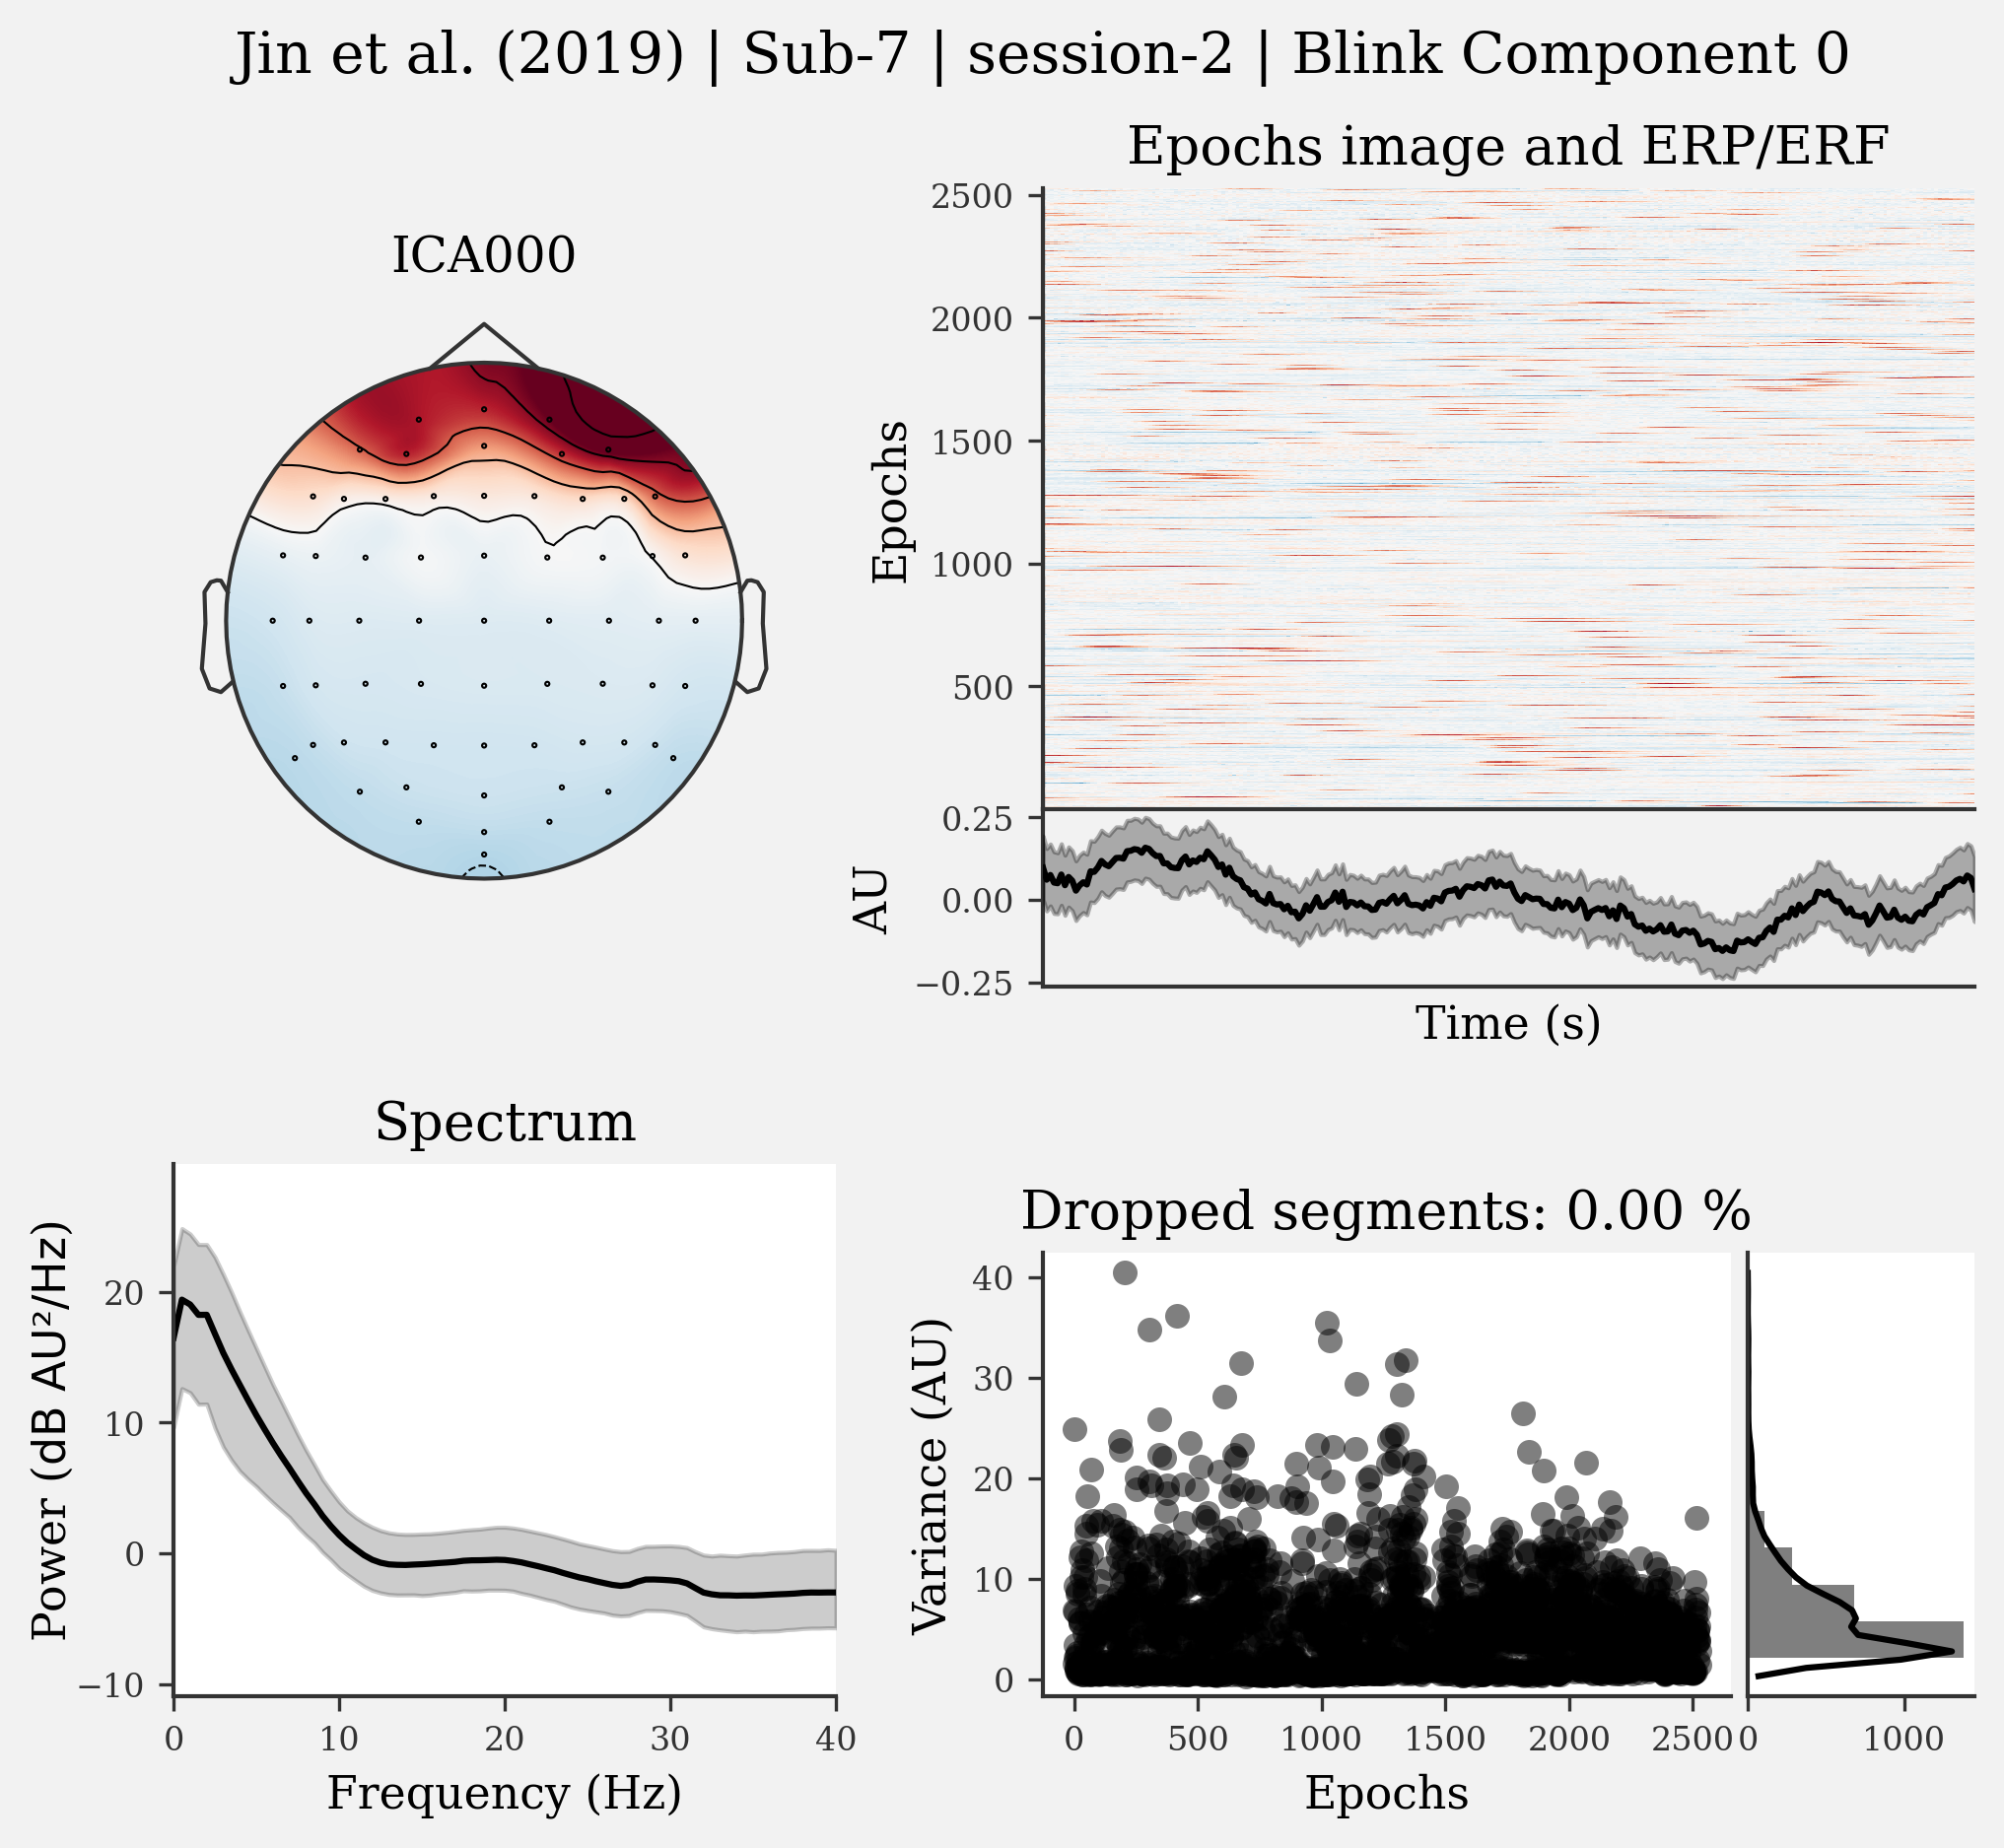 Jin et al. (2019) | Sub-7 | session-2 | Blink Component 0
ICA000
Epochs image and ERP/ERF
2500
2000
1500
1000
500
Epochs
0.25
0.00
−0.25
AU
Time (s)
Spectrum
20
10
0
−10
Power (dB AU²/Hz)
0 10 20 30 40
Frequency (Hz)
Dropped segments: 0.00 %
40
30
20
10
0
Variance (AU)
0 500 1000 1500 2000 2500
Epochs
0 1000